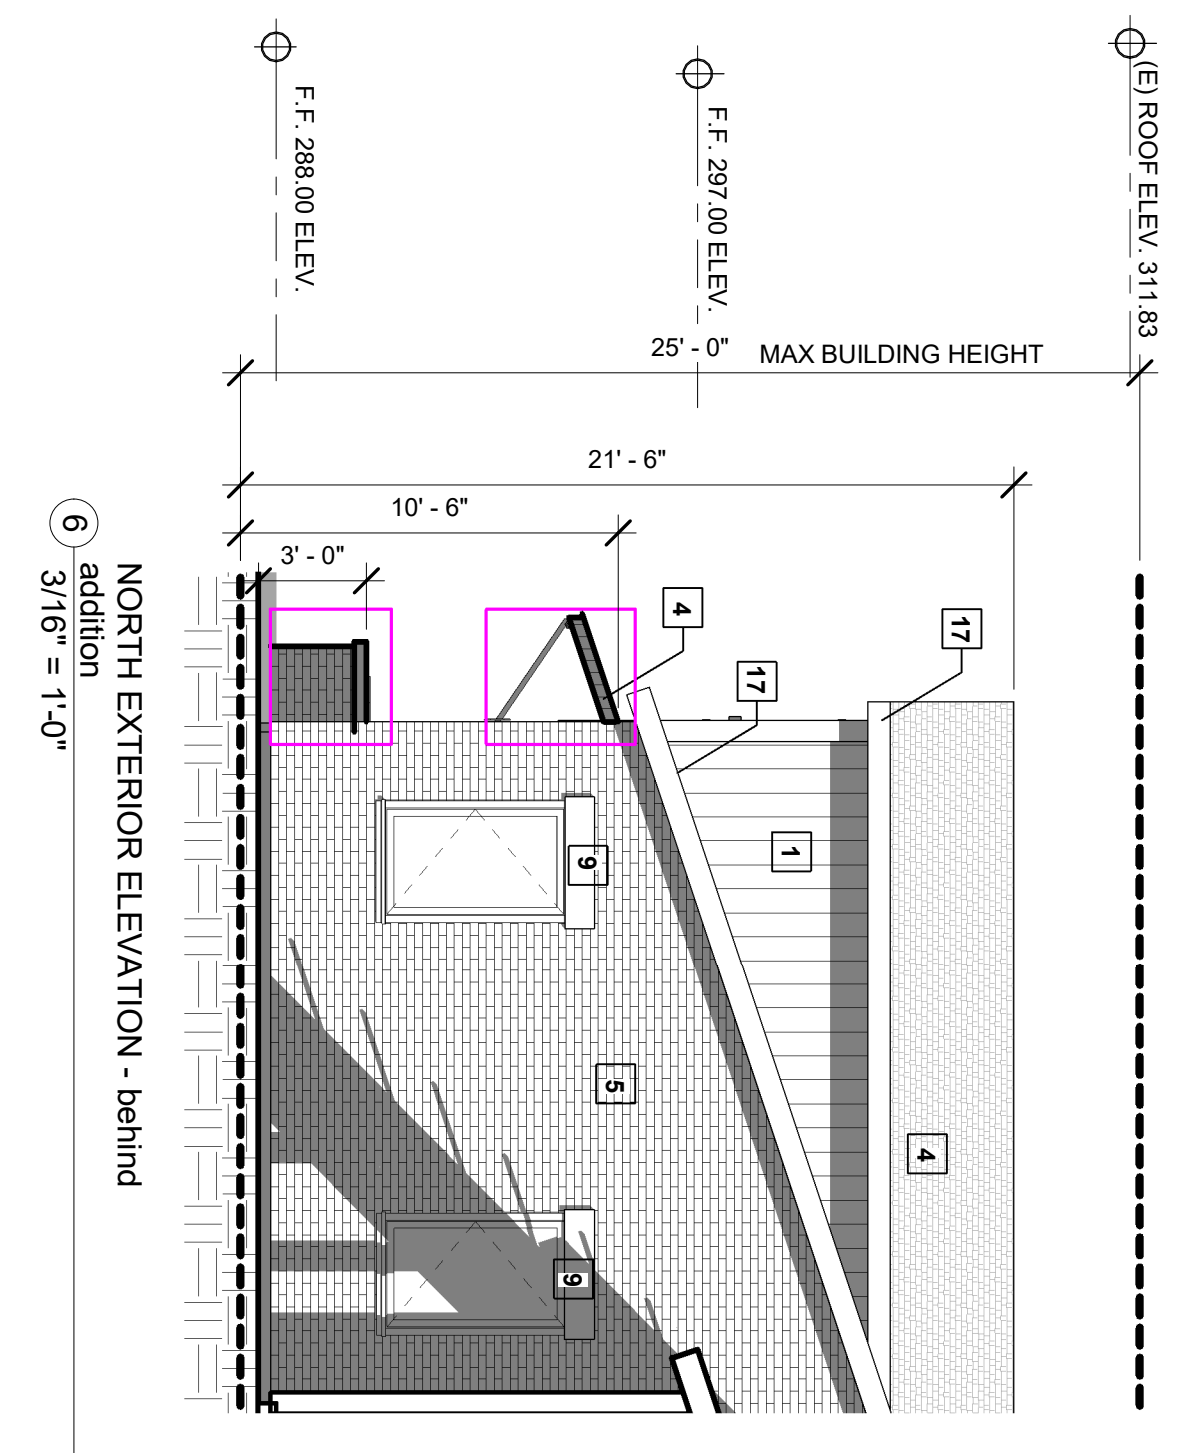 (E) ROOF ELEV. 311.83
F.F. 297.00 ELEV.
F.F. 288.00 ELEV.
25' - 0"
MAX BUILDING HEIGHT
21' - 6"
10' - 6"
3' - 0"
4
17
17
1
9
5
4
9
6
NORTH EXTERIOR ELEVATION - behind
addition
3/16" = 1'-0"